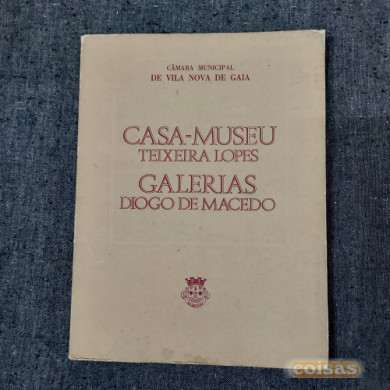 CÂMARA MUNICIPAL
DE VILA NOVA DE GAIA
CASA-MUSEU
TEIXEIRA LOPES
GALERIAS
DIOGO DE MACEDO
coisas